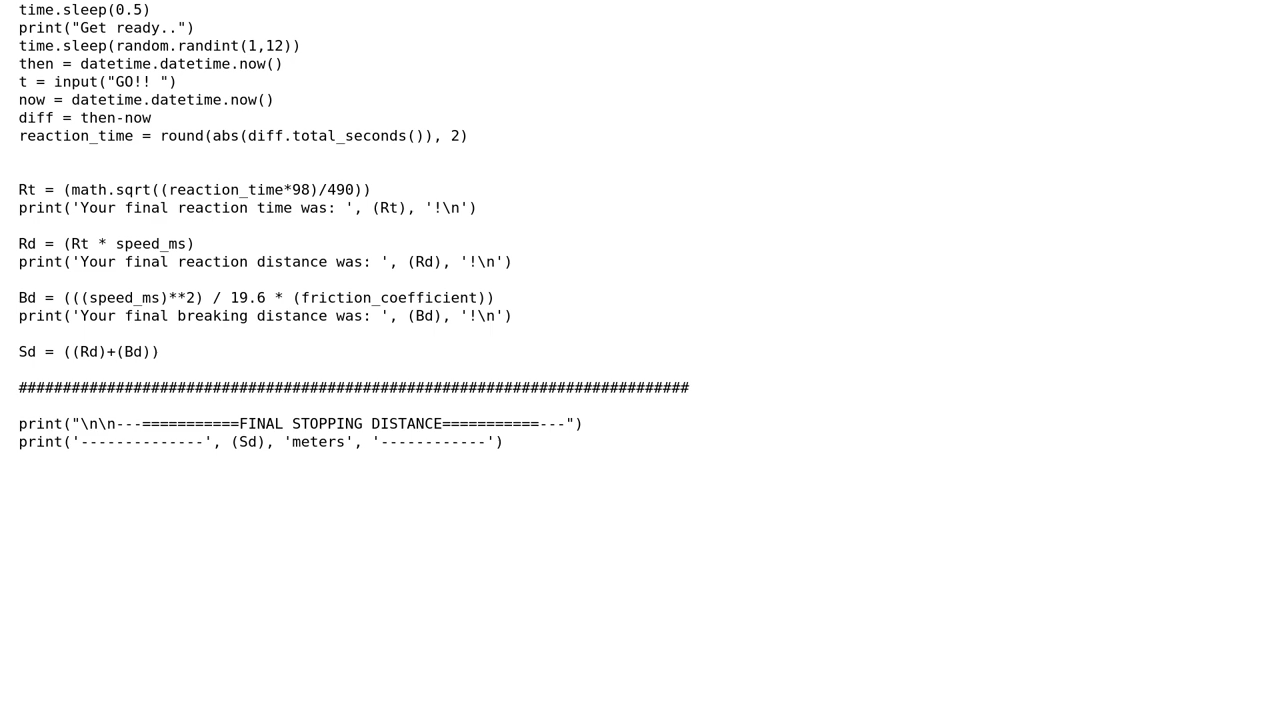 time.sleep(0.5)
print("Get ready..")
time.sleep(random.randint(1,12))
then = datetime.datetime.now()
t = input("GO!! ")
now = datetime.datetime.now()
diff = then-now
reaction_time = round(abs(diff.total_seconds()), 2)
Rt = (math.sqrt((reaction_time*98)/490))
print('Your final reaction time was: ', (Rt), '!\n')
Rd = (Rt * speed_ms)
print('Your final reaction distance was: ', (Rd), '!\n')
Bd = (((speed_ms)**2) / 19.6 * (friction_coefficient))
print('Your final breaking distance was: ', (Bd), '!\n')
Sd = ((Rd)+(Bd))
############################################################################
print("\n\n---===========FINAL STOPPING DISTANCE===========---")
print('--------------', (Sd), 'meters', '------------')